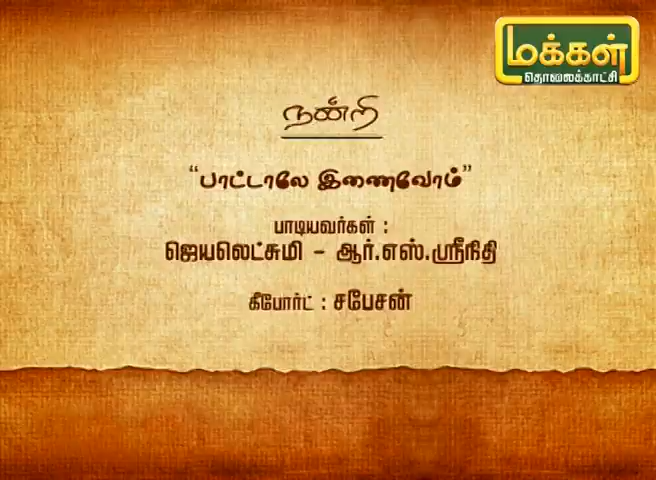 மக்கள்
தொலைக்காட்சி
நன்றி
“பாட்டாலே இணைவோம்”
பாடியவர்கள் :
ஜெயலெட்சுமி – ஆர்.எஸ்.ஸ்ரீநிதி
கீபோர்ட் : சபேசன்